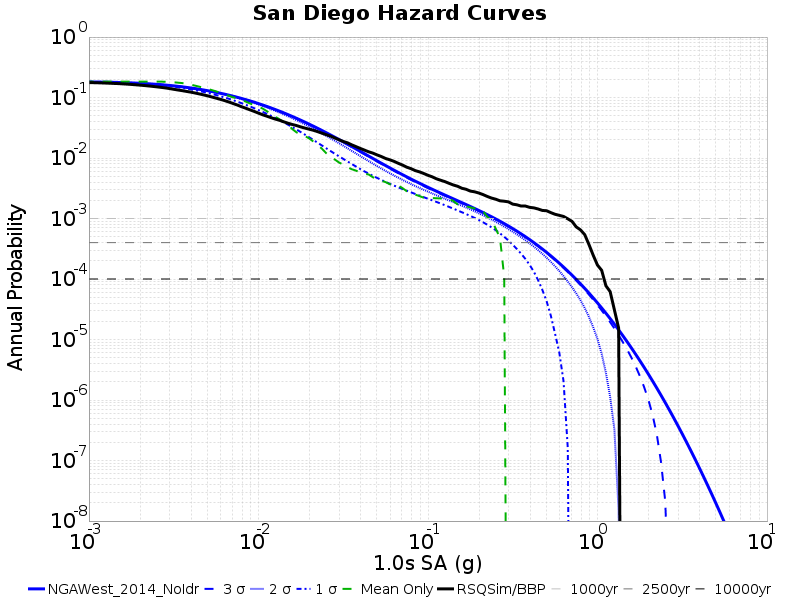 San Diego Hazard Curves
Annual Probability
10^0
10^-1
10^-2
10^-3
10^-4
10^-5
10^-6
10^-7
10^-8
10^-3 10^-2 10^-1 10^0 10^1
1.0s SA (g)
NGAWest_2014_NoIdr 3 σ 2 σ 1 σ Mean Only RSQSim/BBP 1000yr 2500yr 10000yr